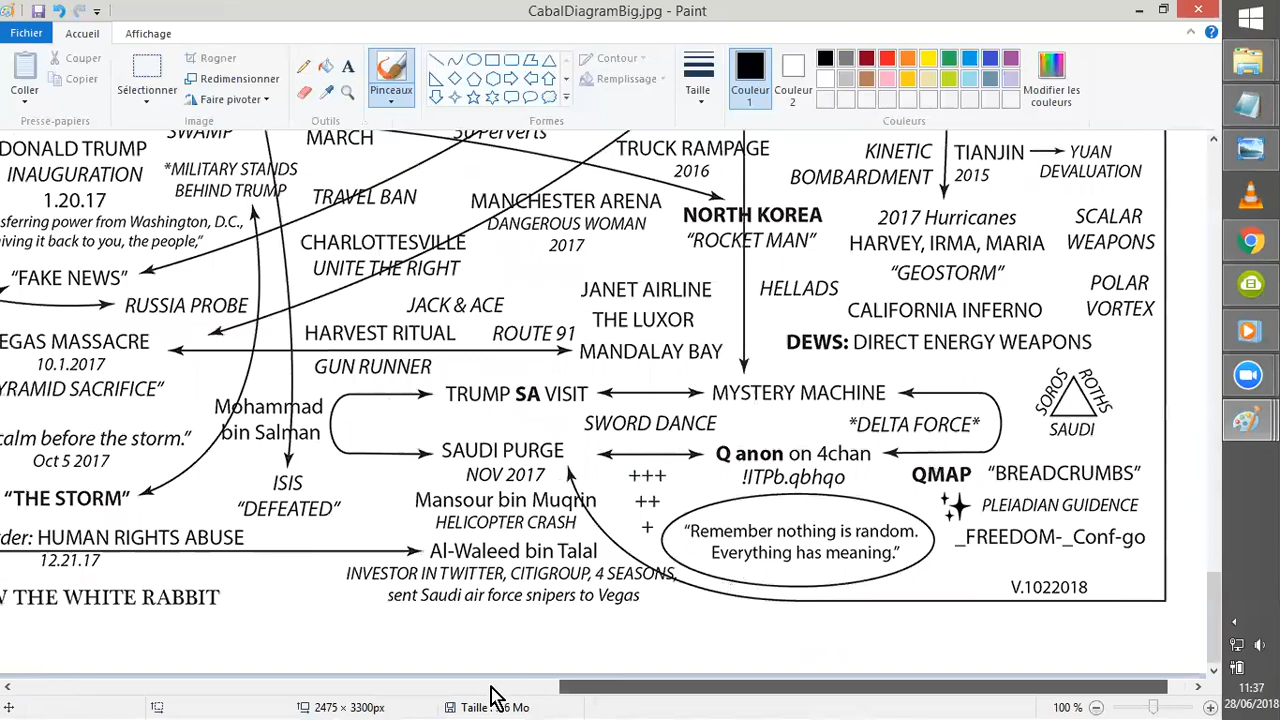 CabalDiagramBig.jpg - Paint
Fichier
Accueil
Affichage
Couper
Copier
Coller
Presse-papiers
Sélectionner
Rogner
Redimensionner
Faire pivoter
Image
Outils
Pinceaux
Contour
Remplissage
Formes
Taille
Couleur 1
Couleur 2
Modifier les couleurs
Couleurs
SWAMP
MARCH
DONALD TRUMP
INAUGURATION
1.20.17
*MILITARY STANDS
BEHIND TRUMP
TRAVEL BAN
TRUCK RAMPAGE
2016
KINETIC
BOMBARDMENT
TIANJIN
2015
YUAN
DEVALUATION
MANCHESTER ARENA
DANGEROUS WOMAN
2017
NORTH KOREA
“ROCKET MAN”
2017 Hurricanes
HARVEY, IRMA, MARIA
“GEOSTORM”
SCALAR
WEAPONS
sferring power from Washington, D.C.,
iving it back to you, the people,”
CHARLOTTESVILLE
UNITE THE RIGHT
“FAKE NEWS”
RUSSIA PROBE
JACK & ACE
JANET AIRLINE
THE LUXOR
MANDALAY BAY
HELLADS
CALIFORNIA INFERNO
POLAR
VORTEX
DEWS: DIRECT ENERGY WEAPONS
EGAS MASSACRE
10.1.2017
YRAMID SACRIFICE”
HARVEST RITUAL
ROUTE 91
GUN RUNNER
Mohammad
bin Salman
TRUMP SA VISIT
MYSTERY MACHINE
SWORD DANCE
*DELTA FORCE*
SOROS
ROTHS
SAUDI
calm before the storm.”
Oct 5 2017
SAUDI PURGE
NOV 2017
Q anon on 4chan
!ITPb.qbhqo
QMAP
“BREADCRUMBS”
“THE STORM”
ISIS
“DEFEATED”
Mansour bin Muqrin
HELICOPTER CRASH
+++
++
+
“Remember nothing is random.
Everything has meaning.”
PLEIADIAN GUIDENCE
_FREEDOM-_Conf-go
rder: HUMAN RIGHTS ABUSE
12.21.17
Al-Waleed bin Talal
INVESTOR IN TWITTER, CITIGROUP, 4 SEASONS,
sent Saudi air force snipers to Vegas
V.1022018
W THE WHITE RABBIT
2475 × 3300px
100 %
11:37
28/06/2018